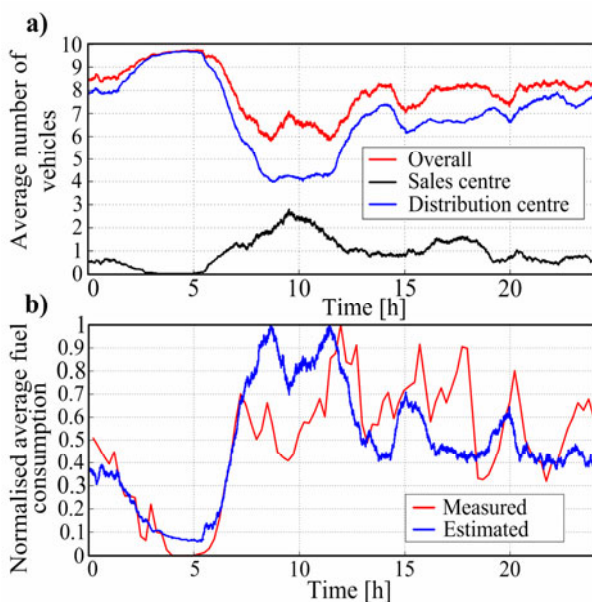 a)
10
9
8
7
6
5
4
3
2
1
0
Average number of
vehicles
Overall
Sales centre
Distribution centre
0
5
10
15
20
Time [h]
b)
1
0.9
0.8
0.7
0.6
0.5
0.4
0.3
0.2
0.1
0
Normalised average fuel
consumption
Measured
Estimated
0
5
10
15
20
Time [h]